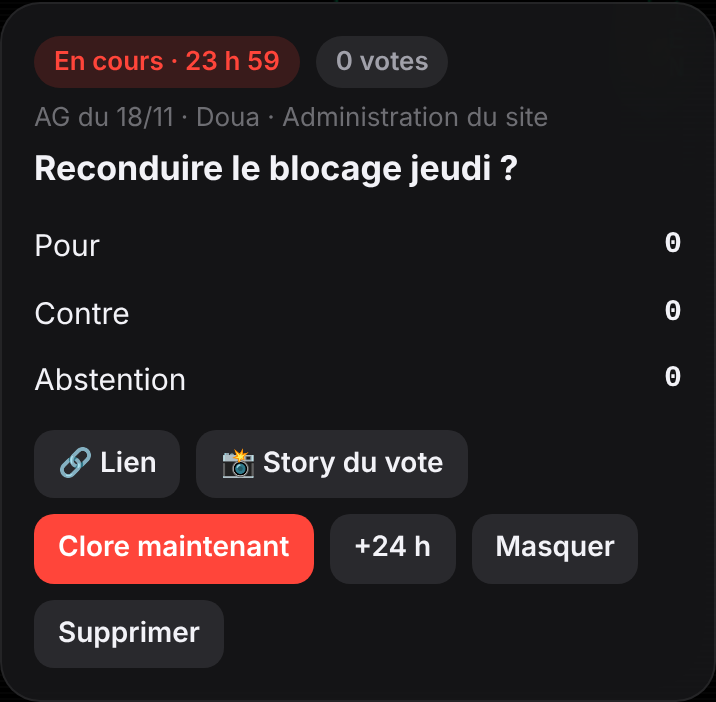 En cours · 23 h 59 0 votes
AG du 18/11 · Doua · Administration du site
Reconduire le blocage jeudi ?
Pour 0
Contre 0
Abstention 0
🔗 Lien 📸 Story du vote
Clore maintenant +24 h Masquer
Supprimer